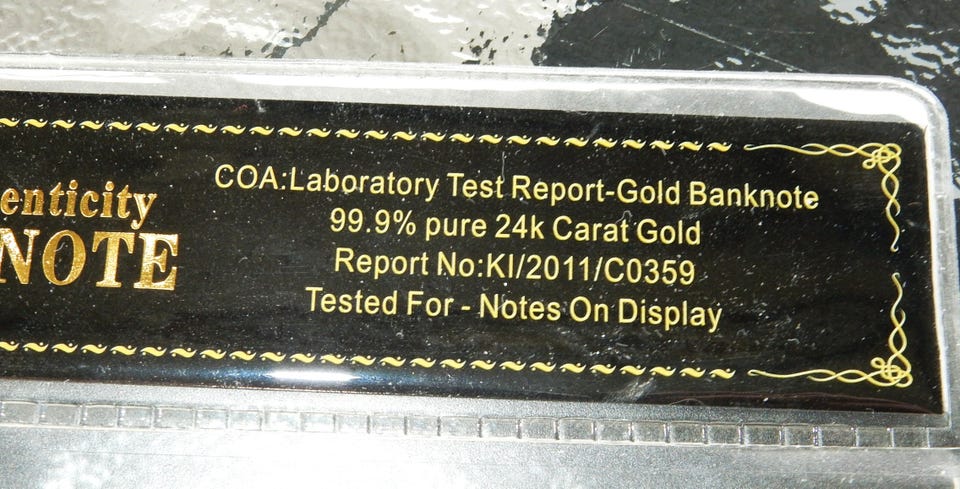 enticity
NOTE
COA:Laboratory Test Report-Gold Banknote
99.9% pure 24k Carat Gold
Report No:KI/2011/C0359
Tested For - Notes On Display